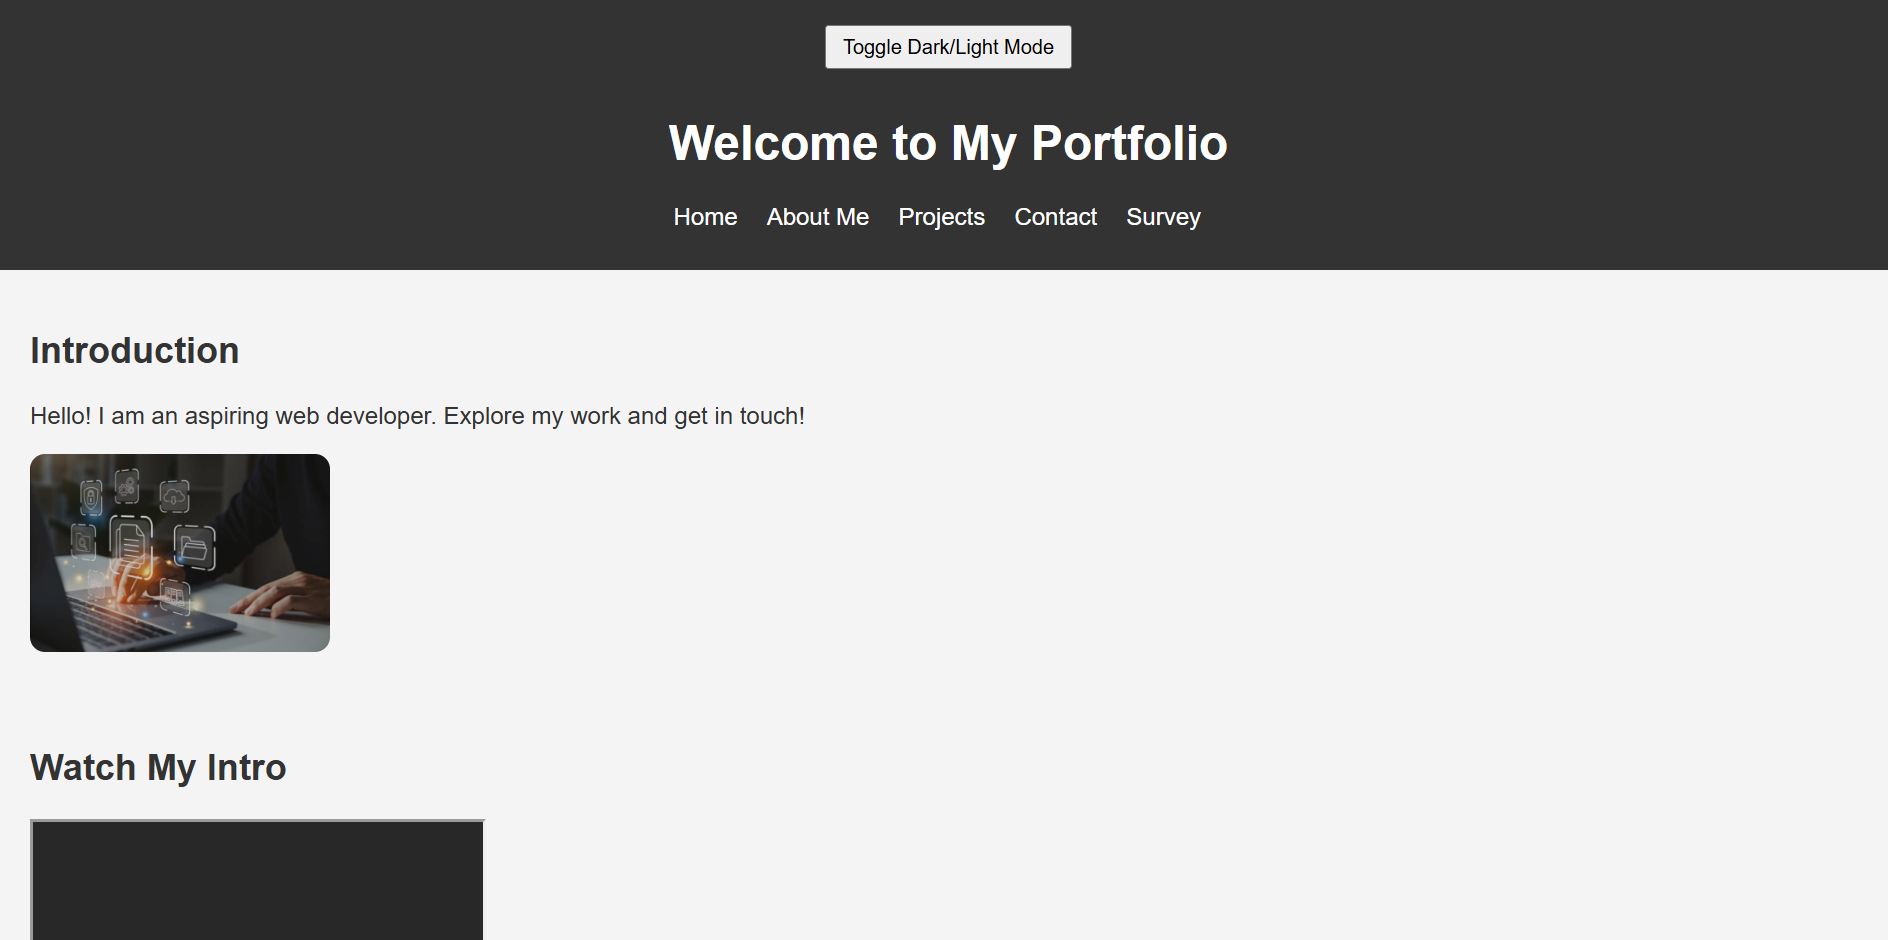 Toggle Dark/Light Mode
Welcome to My Portfolio
Home About Me Projects Contact Survey
Introduction
Hello! I am an aspiring web developer. Explore my work and get in touch!
Watch My Intro